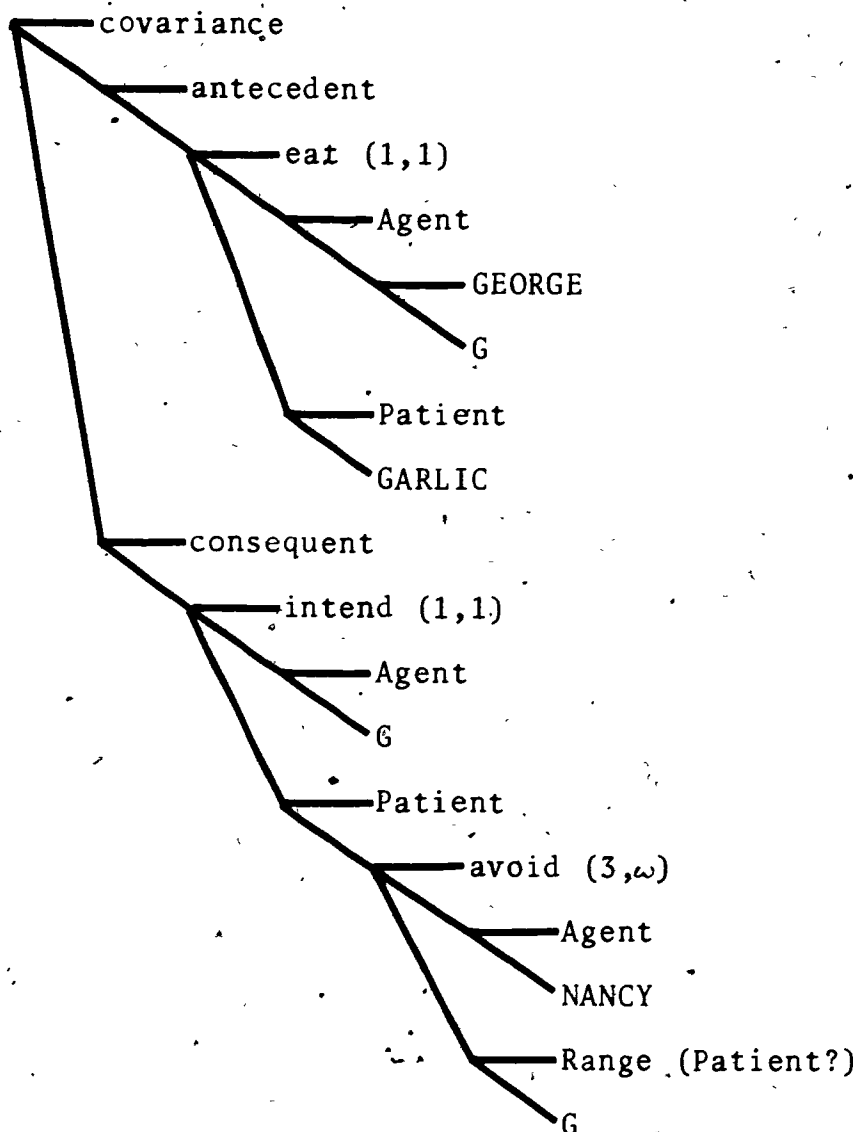 covariance
antecedent
eat (1,1)
Agent
GEORGE
G
Patient
GARLIC
consequent
intend (1,1)
Agent
G
Patient
avoid (3,ω)
Agent
NANCY
Range (Patient?)
G